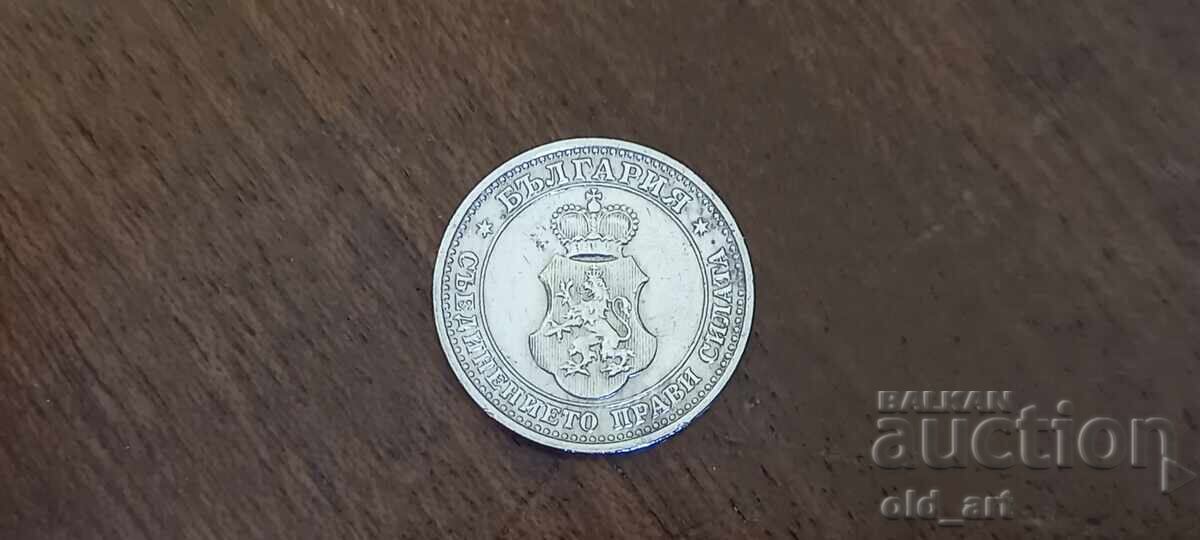 БЪЛГАРИЯ
СЪЕДИНЕНИЕТО ПРАВИ СИЛАТА
BALKAN
auction
old_art